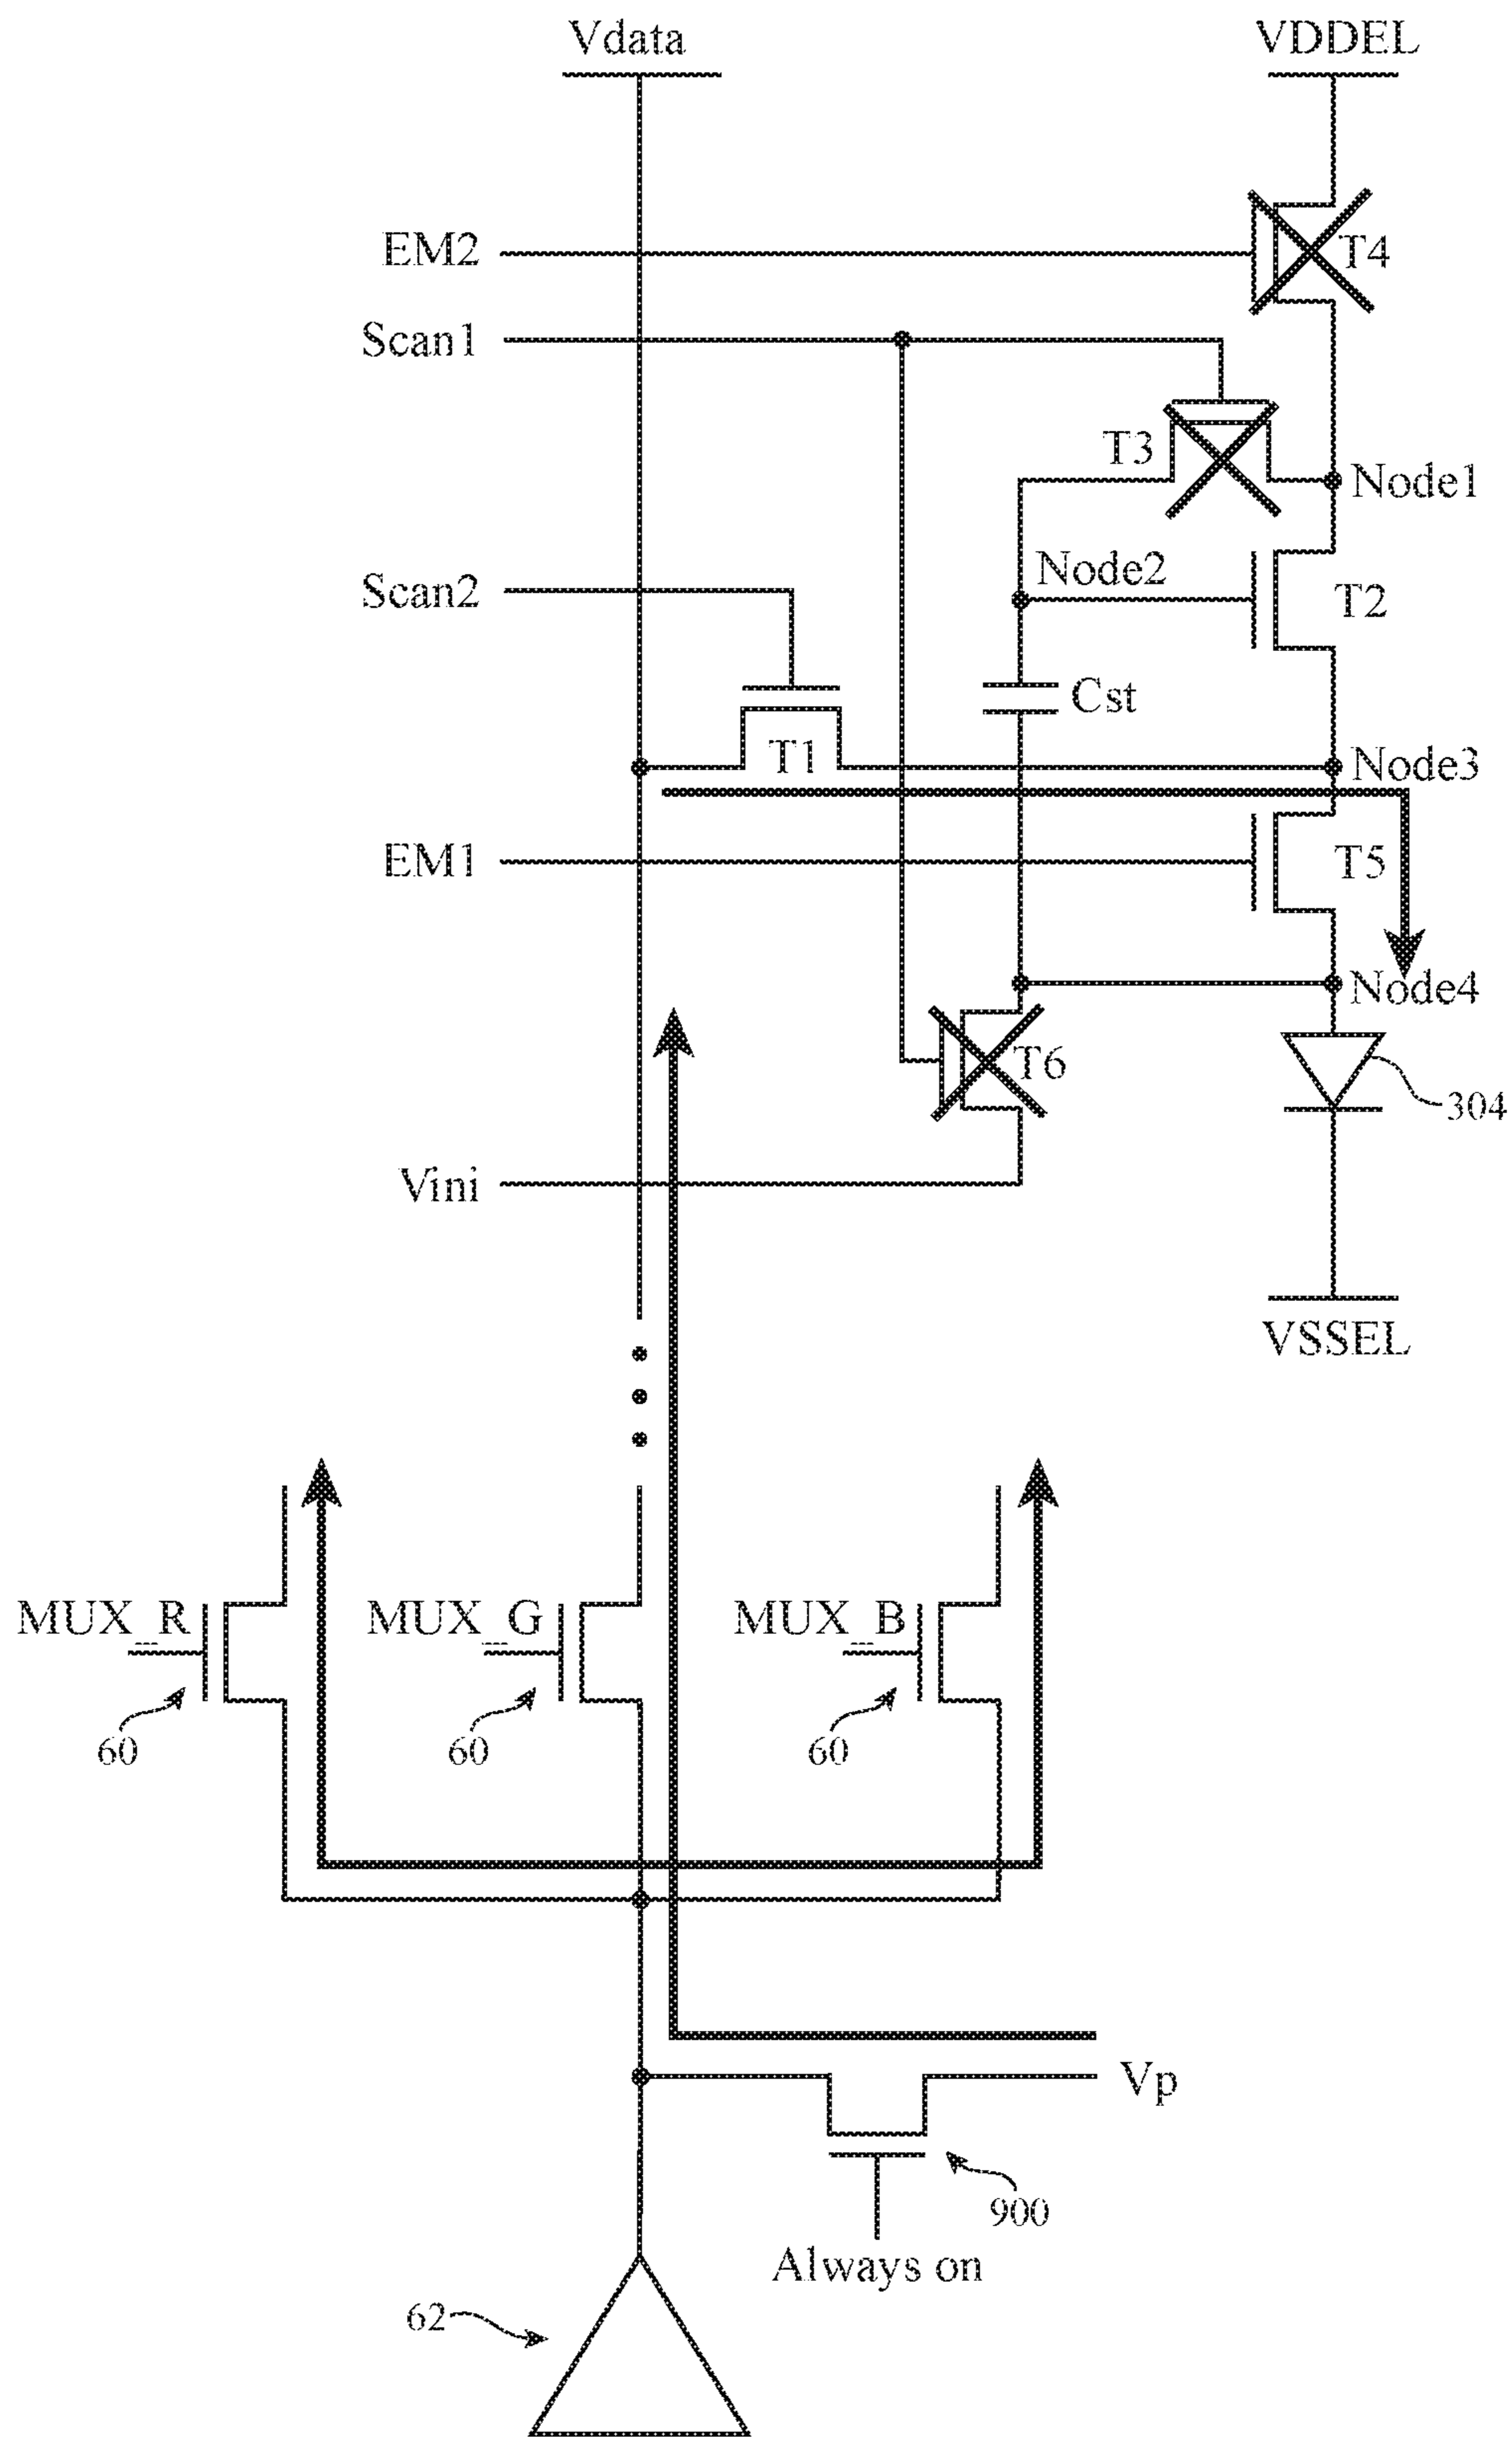 Vdata
VDDEL
EM2
T4
Scan1
T3
Node1
Node2
Scan2
T2
Cst
T1
Node3
EM1
T5
Node4
T6
304
Vini
VSSEL
MUX_R
MUX_G
MUX_B
60
60
60
Vp
900
Always on
62